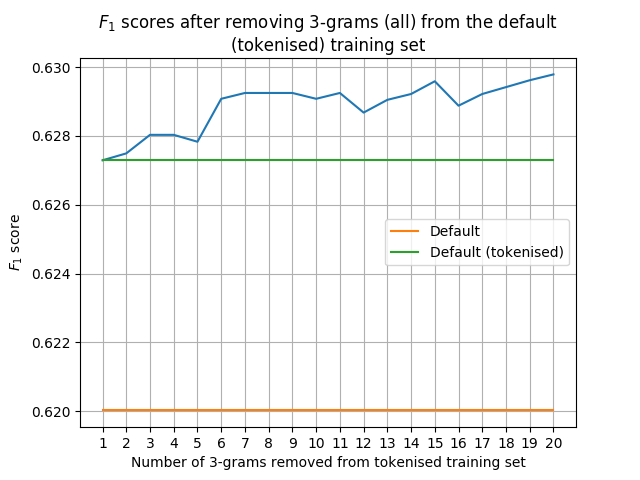 F₁ scores after removing 3-grams (all) from the default
(tokenised) training set
0.630
0.628
0.626
0.624
0.622
0.620
F₁ score
Default
Default (tokenised)
1 2 3 4 5 6 7 8 9 10 11 12 13 14 15 16 17 18 19 20
Number of 3-grams removed from tokenised training set